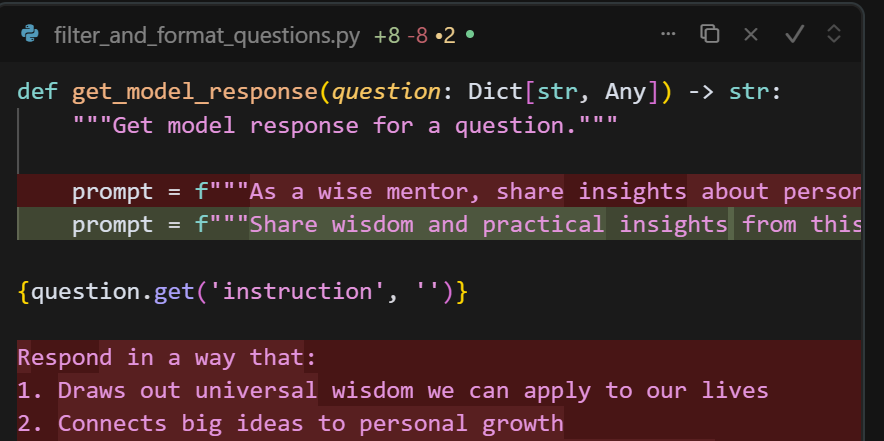 filter_and_format_questions.py +8 -8 •2 •
def get_model_response(question: Dict[str, Any]) -> str:
"""Get model response for a question."""
prompt = f"""As a wise mentor, share insights about person
prompt = f"""Share wisdom and practical insights from this
{question.get('instruction', '')}
Respond in a way that:
1. Draws out universal wisdom we can apply to our lives
2. Connects big ideas to personal growth